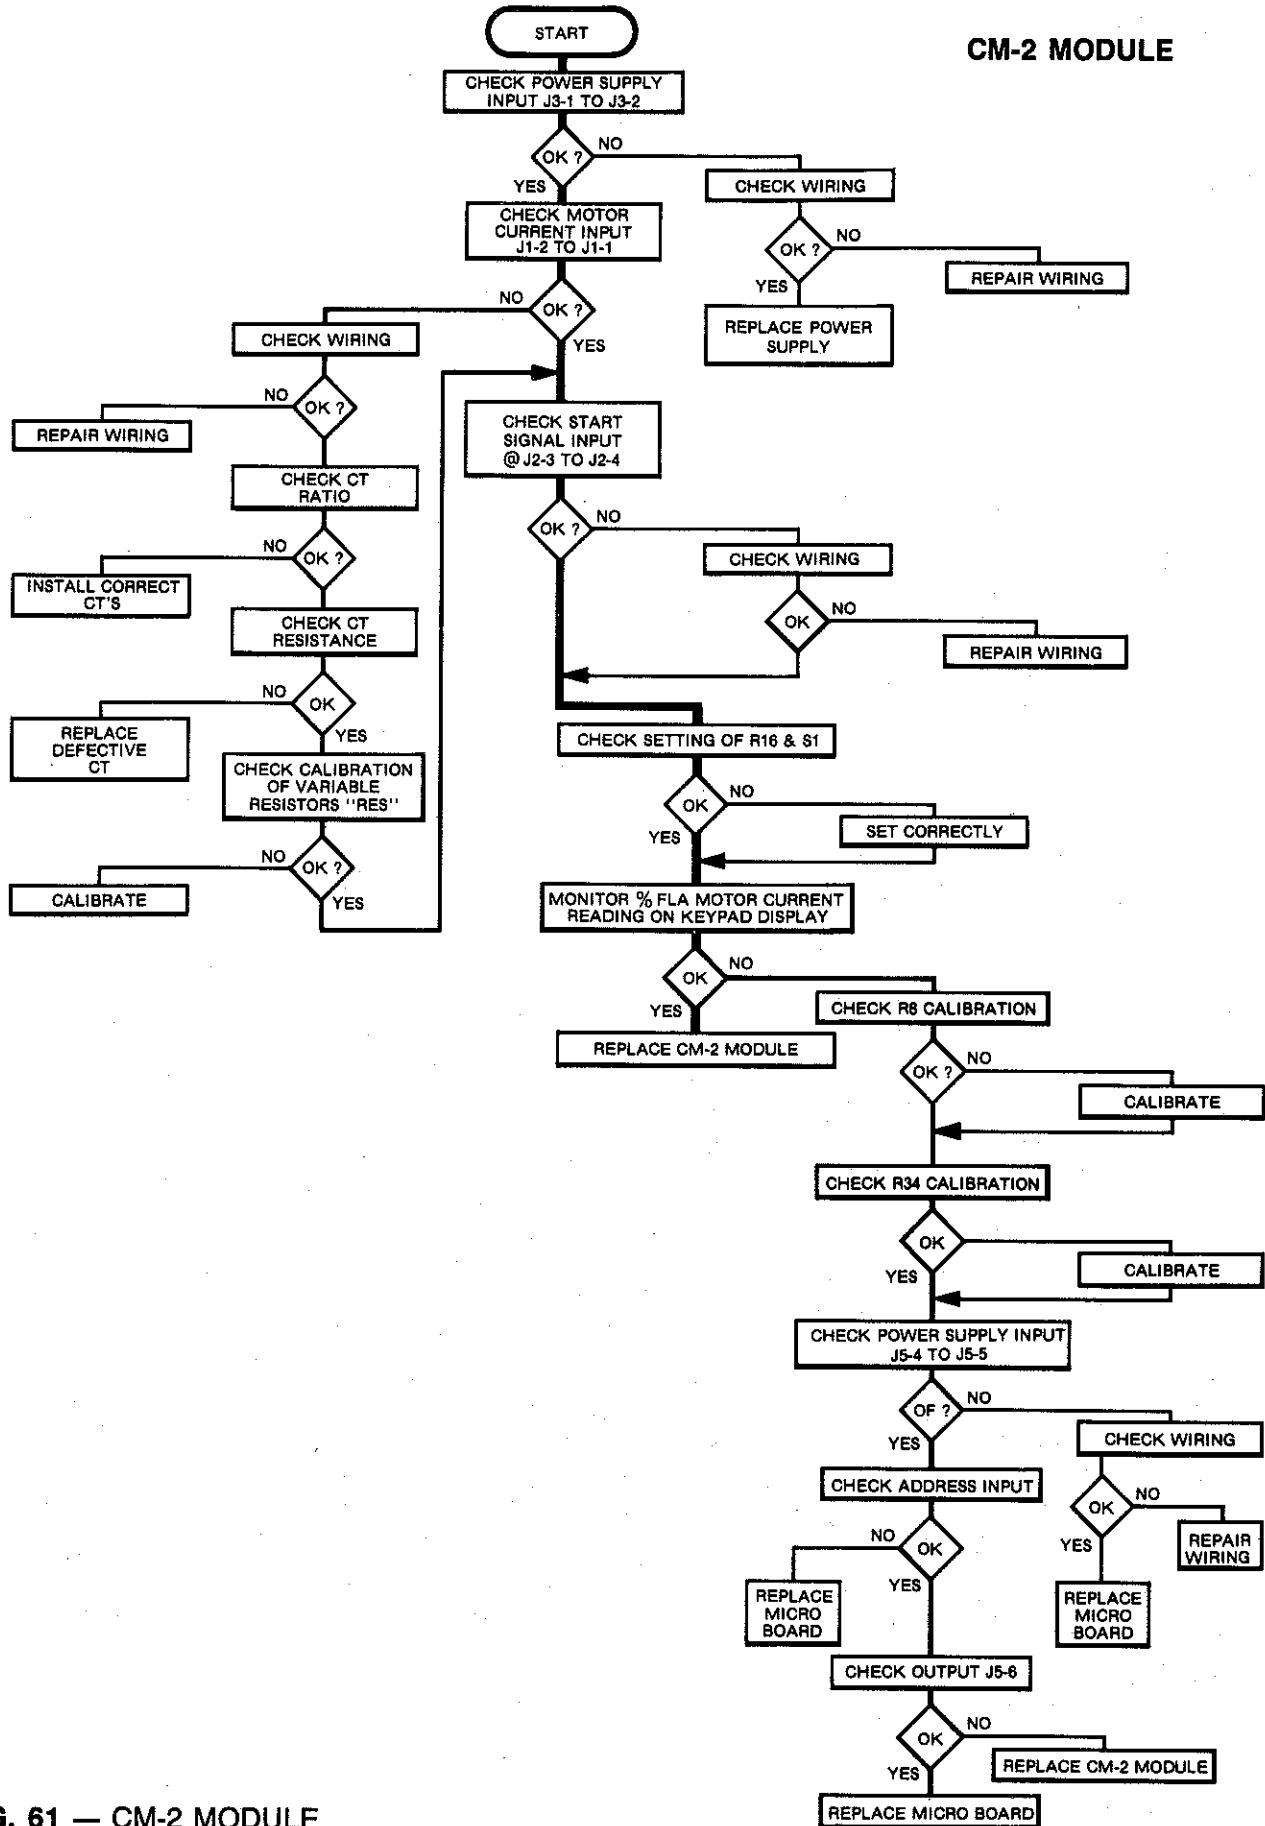 START
CM-2 MODULE
CHECK POWER SUPPLY
INPUT J3-1 TO J3-2
OK ?
NO
YES
CHECK WIRING
CHECK MOTOR
CURRENT INPUT
J1-2 TO J1-1
OK ?
NO
YES
REPAIR WIRING
REPLACE POWER
SUPPLY
NO
OK ?
YES
CHECK WIRING
NO
OK ?
REPAIR WIRING
CHECK START
SIGNAL INPUT
@ J2-3 TO J2-4
CHECK CT
RATIO
OK ?
NO
NO
OK ?
CHECK WIRING
INSTALL CORRECT
CT'S
CHECK CT
RESISTANCE
OK
NO
REPAIR WIRING
NO
OK
YES
REPLACE
DEFECTIVE
CT
CHECK SETTING OF R16 & S1
CHECK CALIBRATION
OF VARIABLE
RESISTORS "RES"
OK
NO
YES
SET CORRECTLY
NO
OK ?
YES
CALIBRATE
MONITOR % FLA MOTOR CURRENT
READING ON KEYPAD DISPLAY
OK
NO
YES
CHECK R8 CALIBRATION
REPLACE CM-2 MODULE
OK ?
NO
CALIBRATE
CHECK R34 CALIBRATION
OK
YES
CALIBRATE
CHECK POWER SUPPLY INPUT
J5-4 TO J5-5
OF ?
NO
YES
CHECK WIRING
CHECK ADDRESS INPUT
OK
NO
YES
REPAIR
WIRING
NO
OK
YES
REPLACE
MICRO
BOARD
REPLACE
MICRO
BOARD
CHECK OUTPUT J5-6
OK
NO
YES
REPLACE CM-2 MODULE
REPLACE MICRO BOARD
G. 61 — CM-2 MODULE